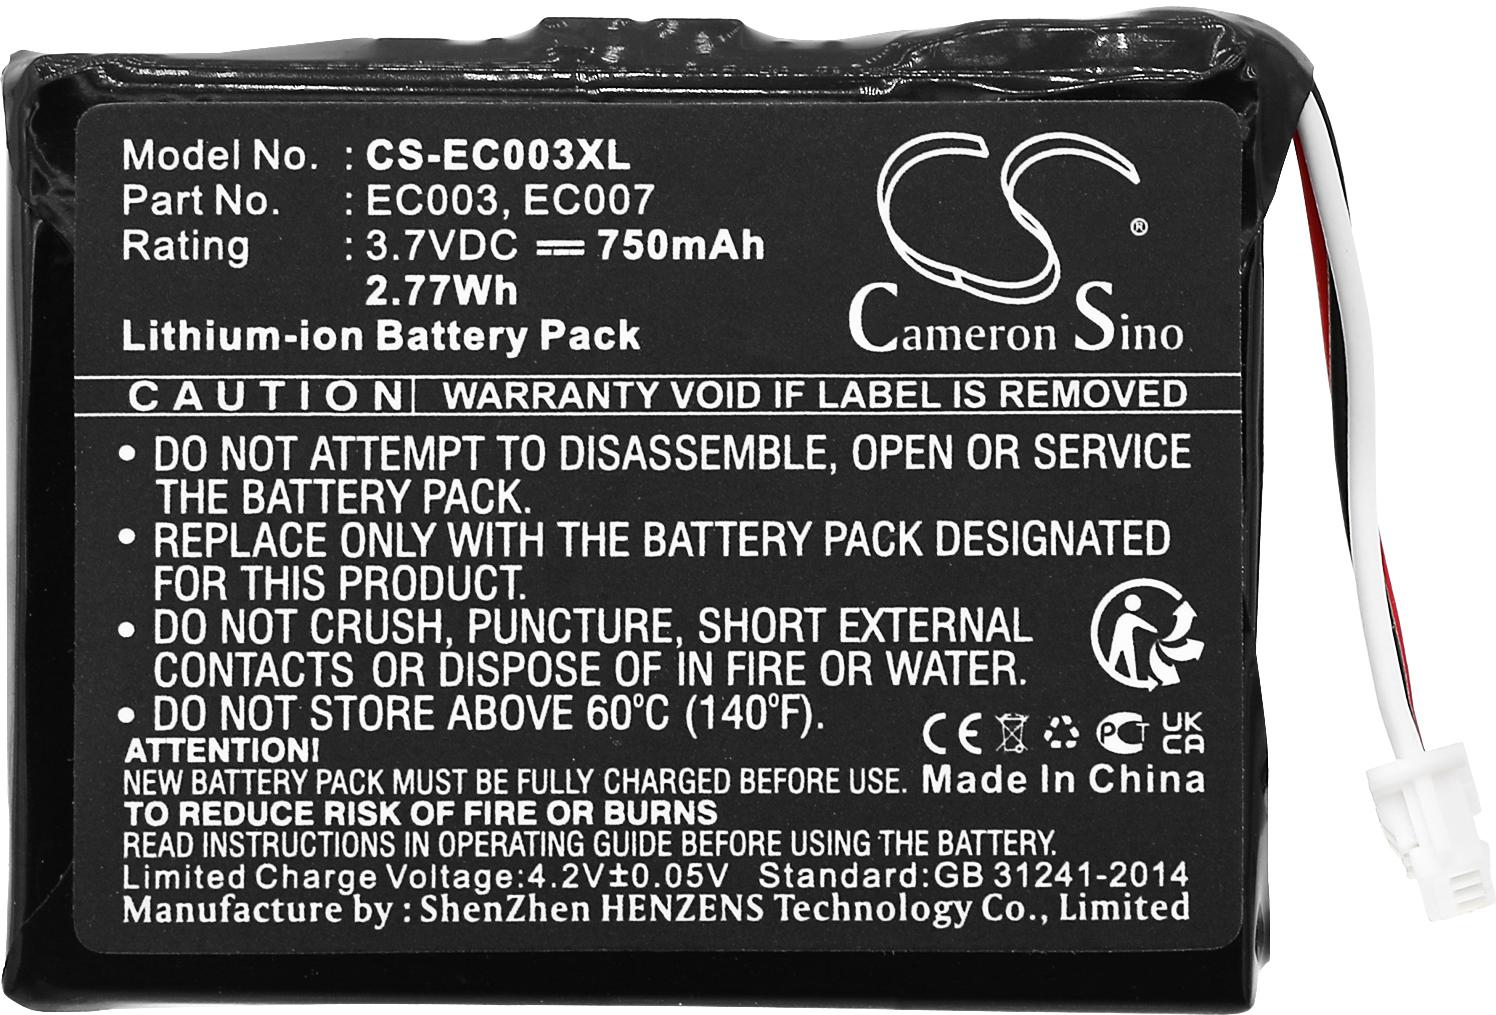 Model No. : CS-EC003XL
Part No. : EC003, EC007
Rating : 3.7VDC ⎓ 750mAh
2.77Wh
Lithium-ion Battery Pack
CS ®
Cameron Sino
CAUTION | WARRANTY VOID IF LABEL IS REMOVED
• DO NOT ATTEMPT TO DISASSEMBLE, OPEN OR SERVICE
THE BATTERY PACK.
• REPLACE ONLY WITH THE BATTERY PACK DESIGNATED
FOR THIS PRODUCT.
• DO NOT CRUSH, PUNCTURE, SHORT EXTERNAL
CONTACTS OR DISPOSE OF IN FIRE OR WATER.
• DO NOT STORE ABOVE 60°C (140°F).
ATTENTION!
NEW BATTERY PACK MUST BE FULLY CHARGED BEFORE USE.
TO REDUCE RISK OF FIRE OR BURNS
READ INSTRUCTIONS IN OPERATING GUIDE BEFORE USING THE BATTERY.
CE PCT UK
CA
Made In China
Limited Charge Voltage:4.2V±0.05V Standard:GB 31241-2014
Manufacture by : ShenZhen HENZENS Technology Co., Limited